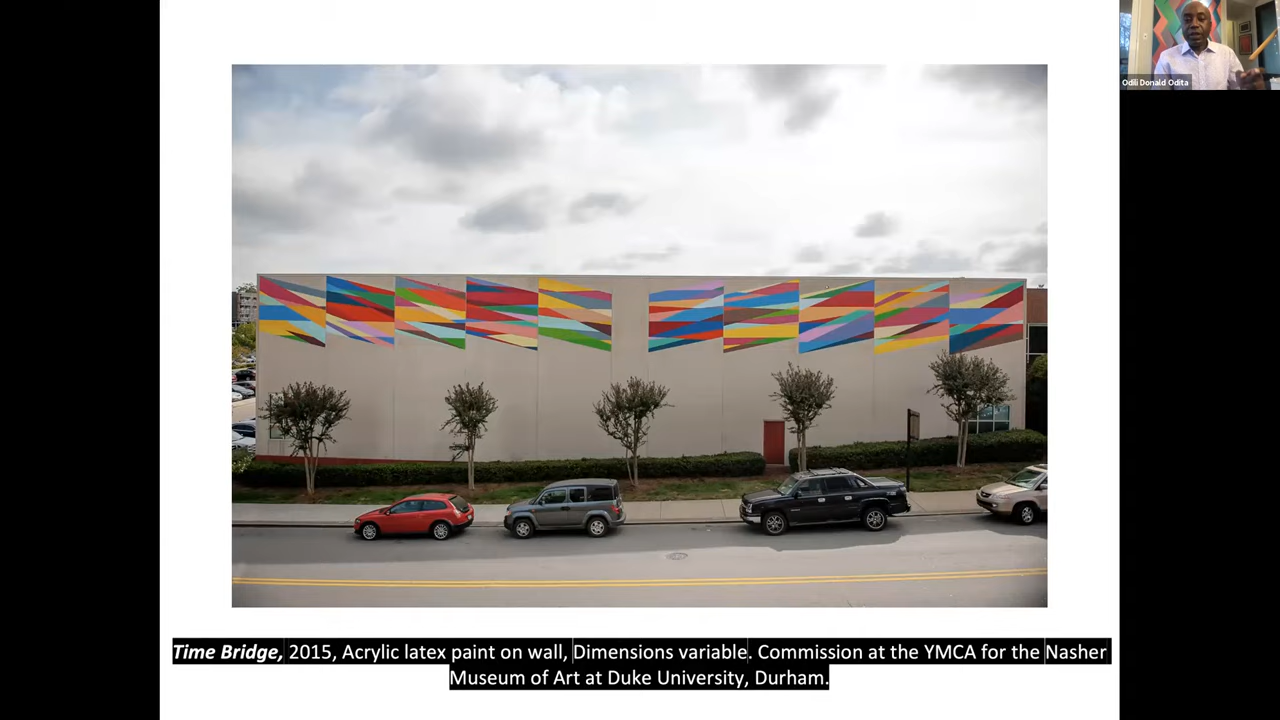 Odili Donald Odita
Time Bridge, 2015, Acrylic latex paint on wall, Dimensions variable. Commission at the YMCA for the Nasher
Museum of Art at Duke University, Durham.